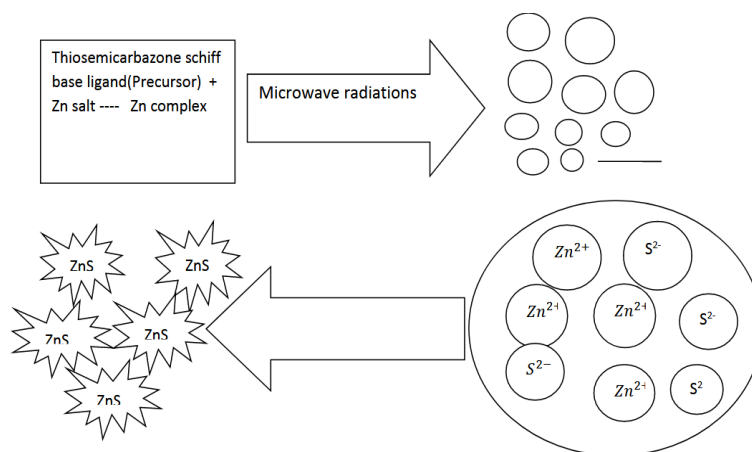 Thiosemicarbazone schiff
base ligand(Precursor) +
Zn salt ---- Zn complex
Microwave radiations
Zn²⁺
S²⁻
Zn²⁺
Zn²⁺
S²⁻
S²⁻
Zn²⁺
S²
ZnS
ZnS
ZnS
ZnS
ZnS